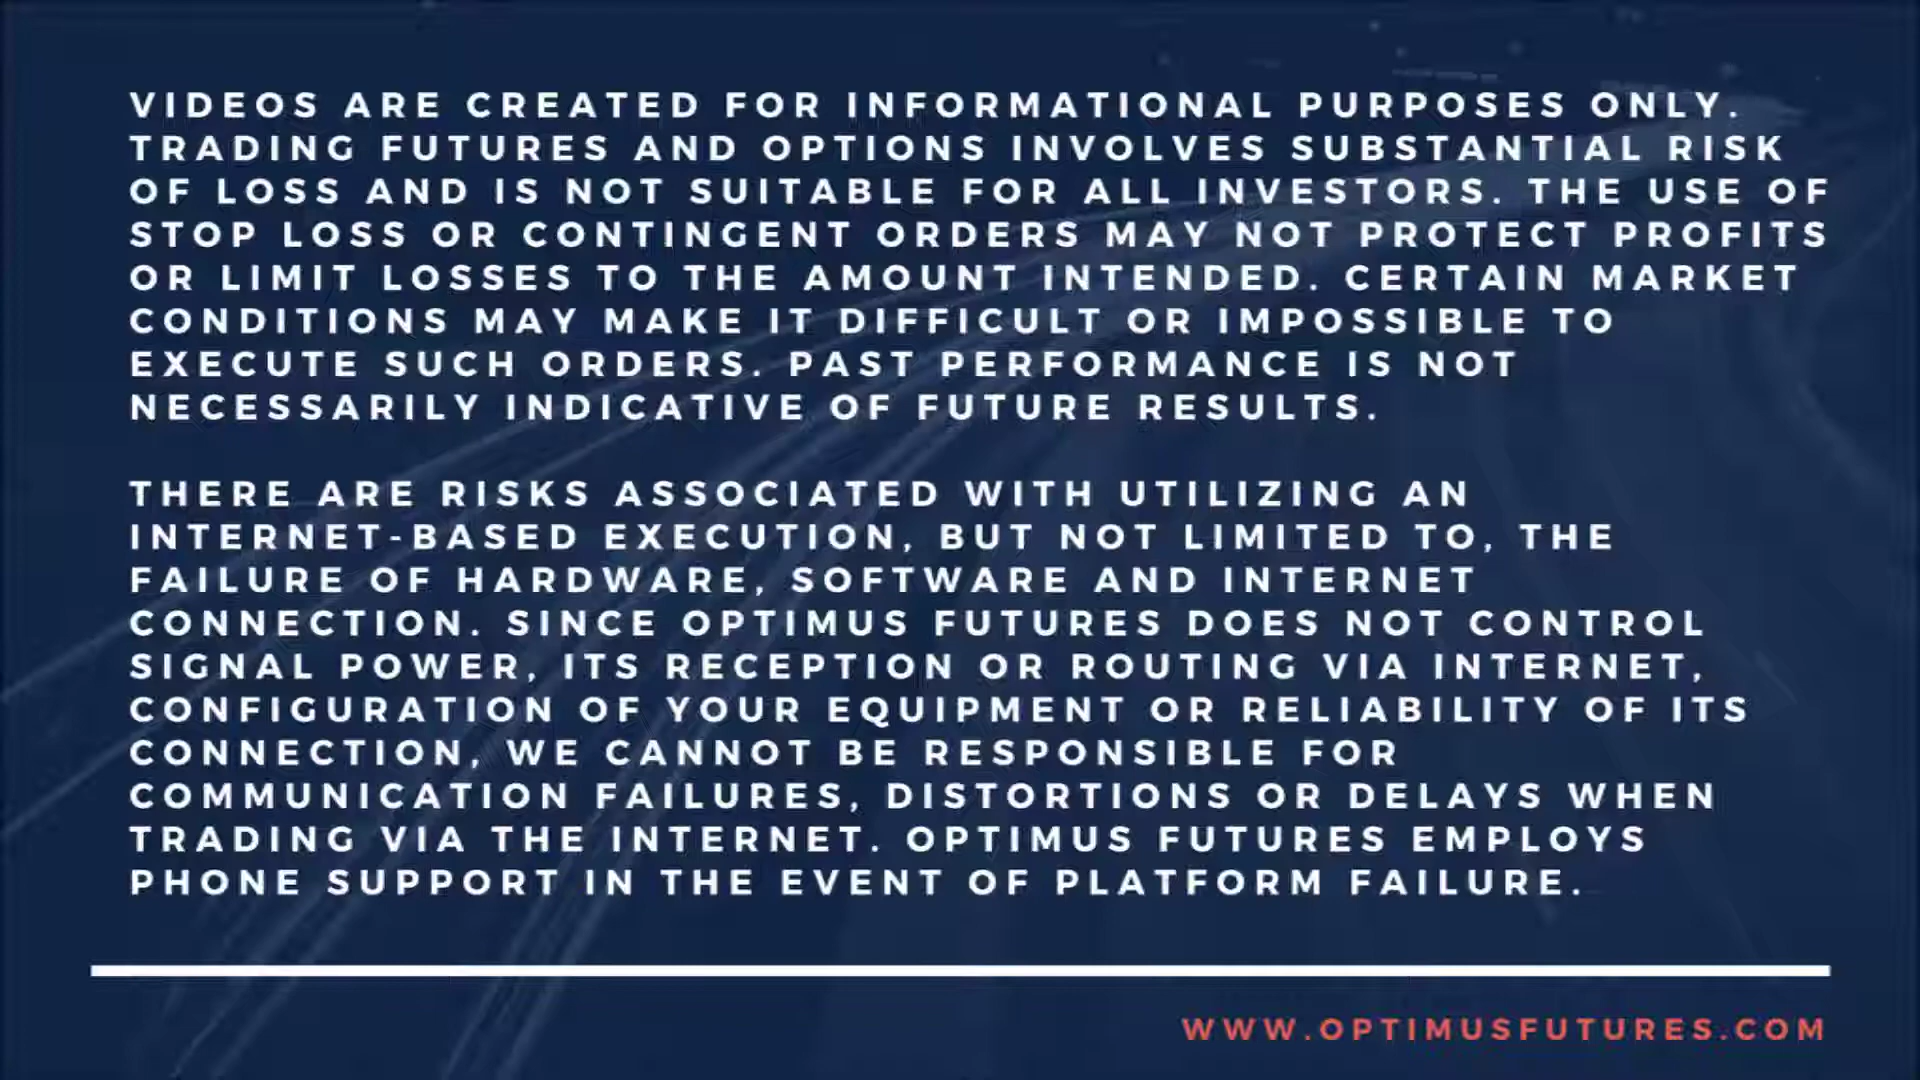 VIDEOS ARE CREATED FOR INFORMATIONAL PURPOSES ONLY.
TRADING FUTURES AND OPTIONS INVOLVES SUBSTANTIAL RISK
OF LOSS AND IS NOT SUITABLE FOR ALL INVESTORS. THE USE OF
STOP LOSS OR CONTINGENT ORDERS MAY NOT PROTECT PROFITS
OR LIMIT LOSSES TO THE AMOUNT INTENDED. CERTAIN MARKET
CONDITIONS MAY MAKE IT DIFFICULT OR IMPOSSIBLE TO
EXECUTE SUCH ORDERS. PAST PERFORMANCE IS NOT
NECESSARILY INDICATIVE OF FUTURE RESULTS.
THERE ARE RISKS ASSOCIATED WITH UTILIZING AN
INTERNET-BASED EXECUTION, BUT NOT LIMITED TO, THE
FAILURE OF HARDWARE, SOFTWARE AND INTERNET
CONNECTION. SINCE OPTIMUS FUTURES DOES NOT CONTROL
SIGNAL POWER, ITS RECEPTION OR ROUTING VIA INTERNET,
CONFIGURATION OF YOUR EQUIPMENT OR RELIABILITY OF ITS
CONNECTION, WE CANNOT BE RESPONSIBLE FOR
COMMUNICATION FAILURES, DISTORTIONS OR DELAYS WHEN
TRADING VIA THE INTERNET. OPTIMUS FUTURES EMPLOYS
PHONE SUPPORT IN THE EVENT OF PLATFORM FAILURE.
WWW.OPTIMUSFUTURES.COM